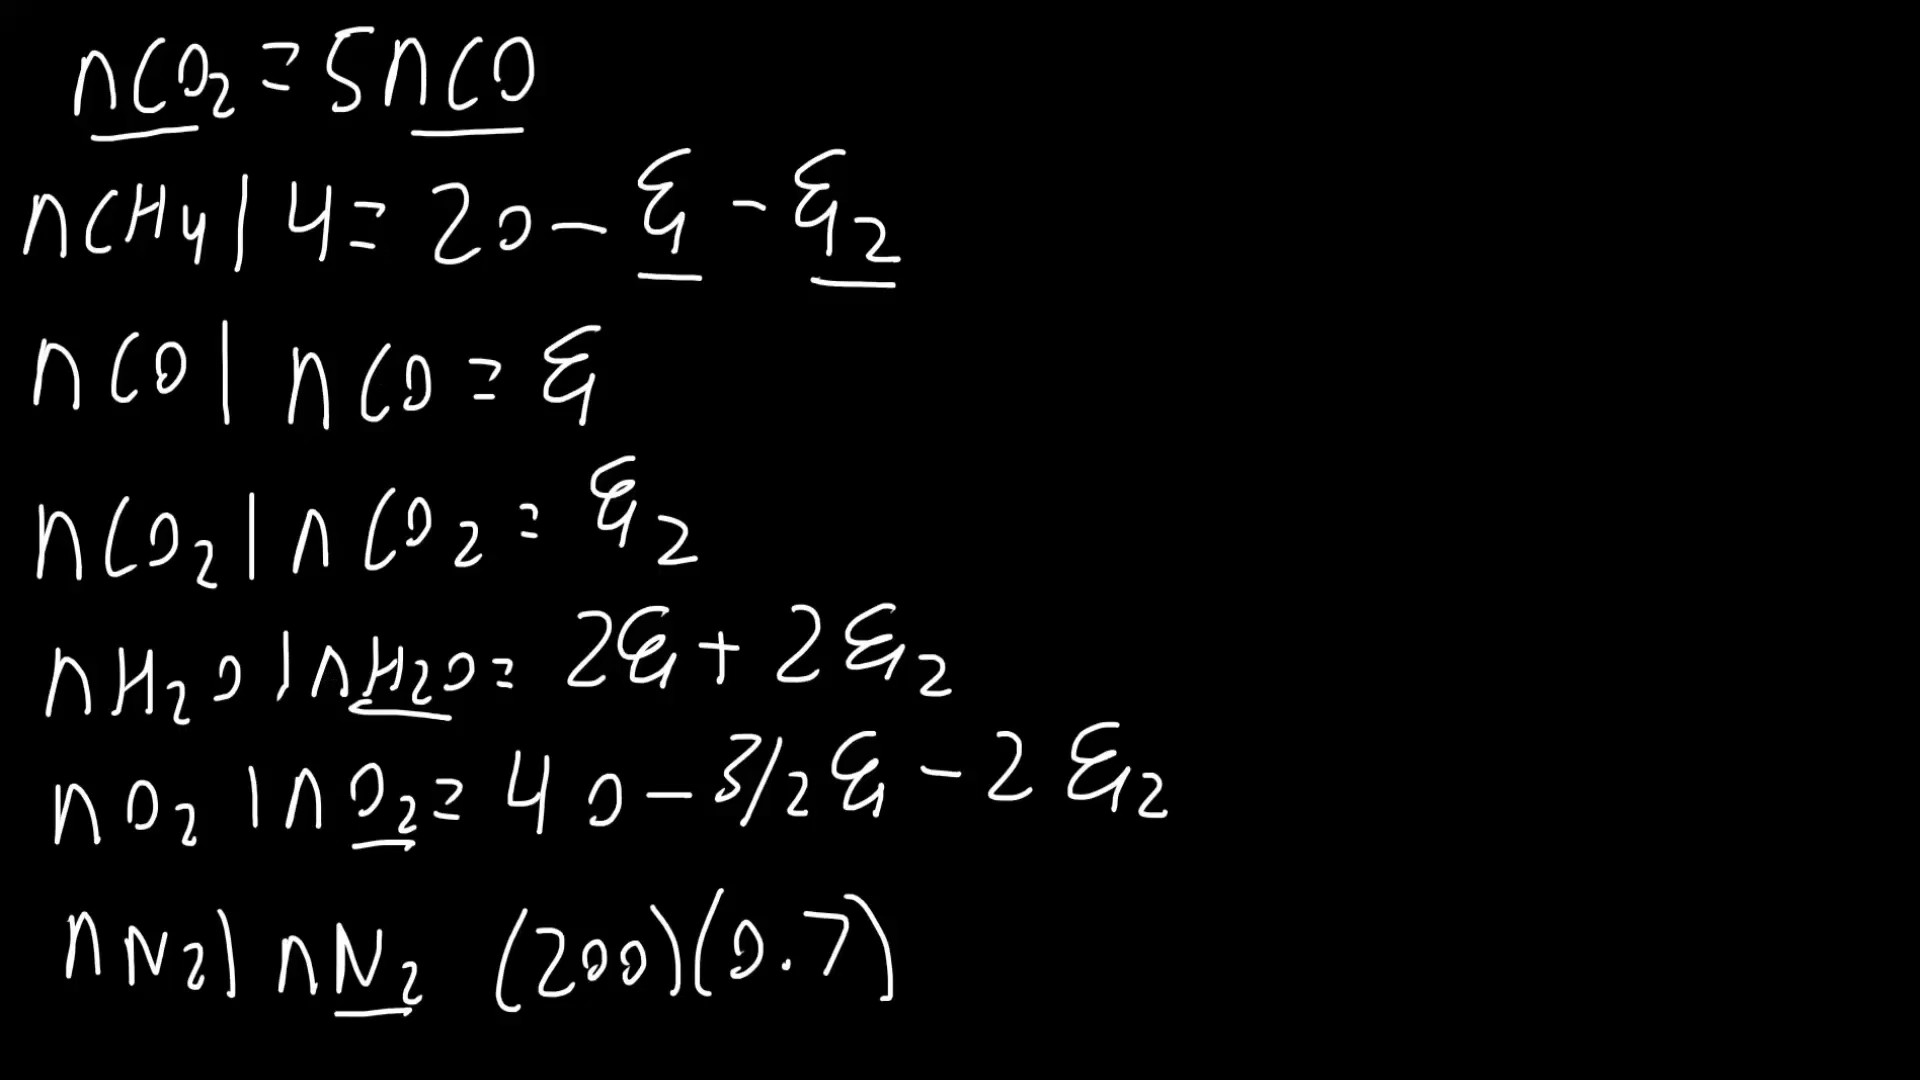 nCO₂ = 5nCO
nCH₄ | 4 = 20 - ξ₁ - ξ₂
nCO | nCO = ξ₁
nCO₂ | nCO₂ = ξ₂
nH₂O | nH₂O = 2ξ₁ + 2ξ₂
nO₂ | nO₂ = 40 - 3/2ξ₁ - 2ξ₂
nN₂ | nN₂ (200)(0.7)